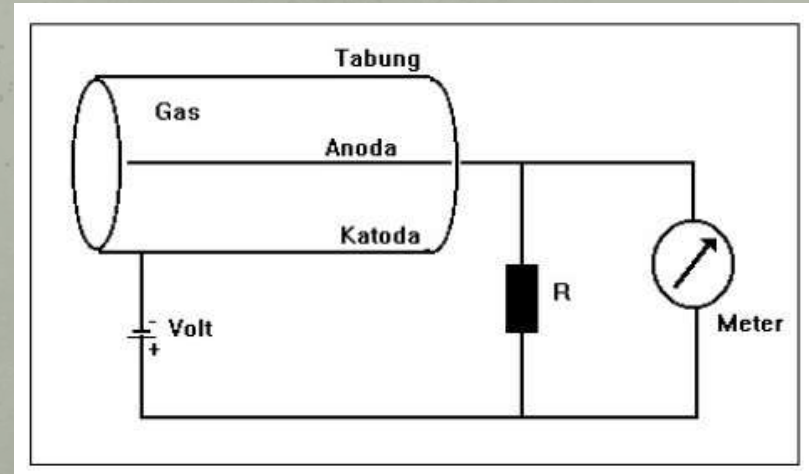 Tabung
Gas
Anoda
Katoda
- Volt
+
R
Meter